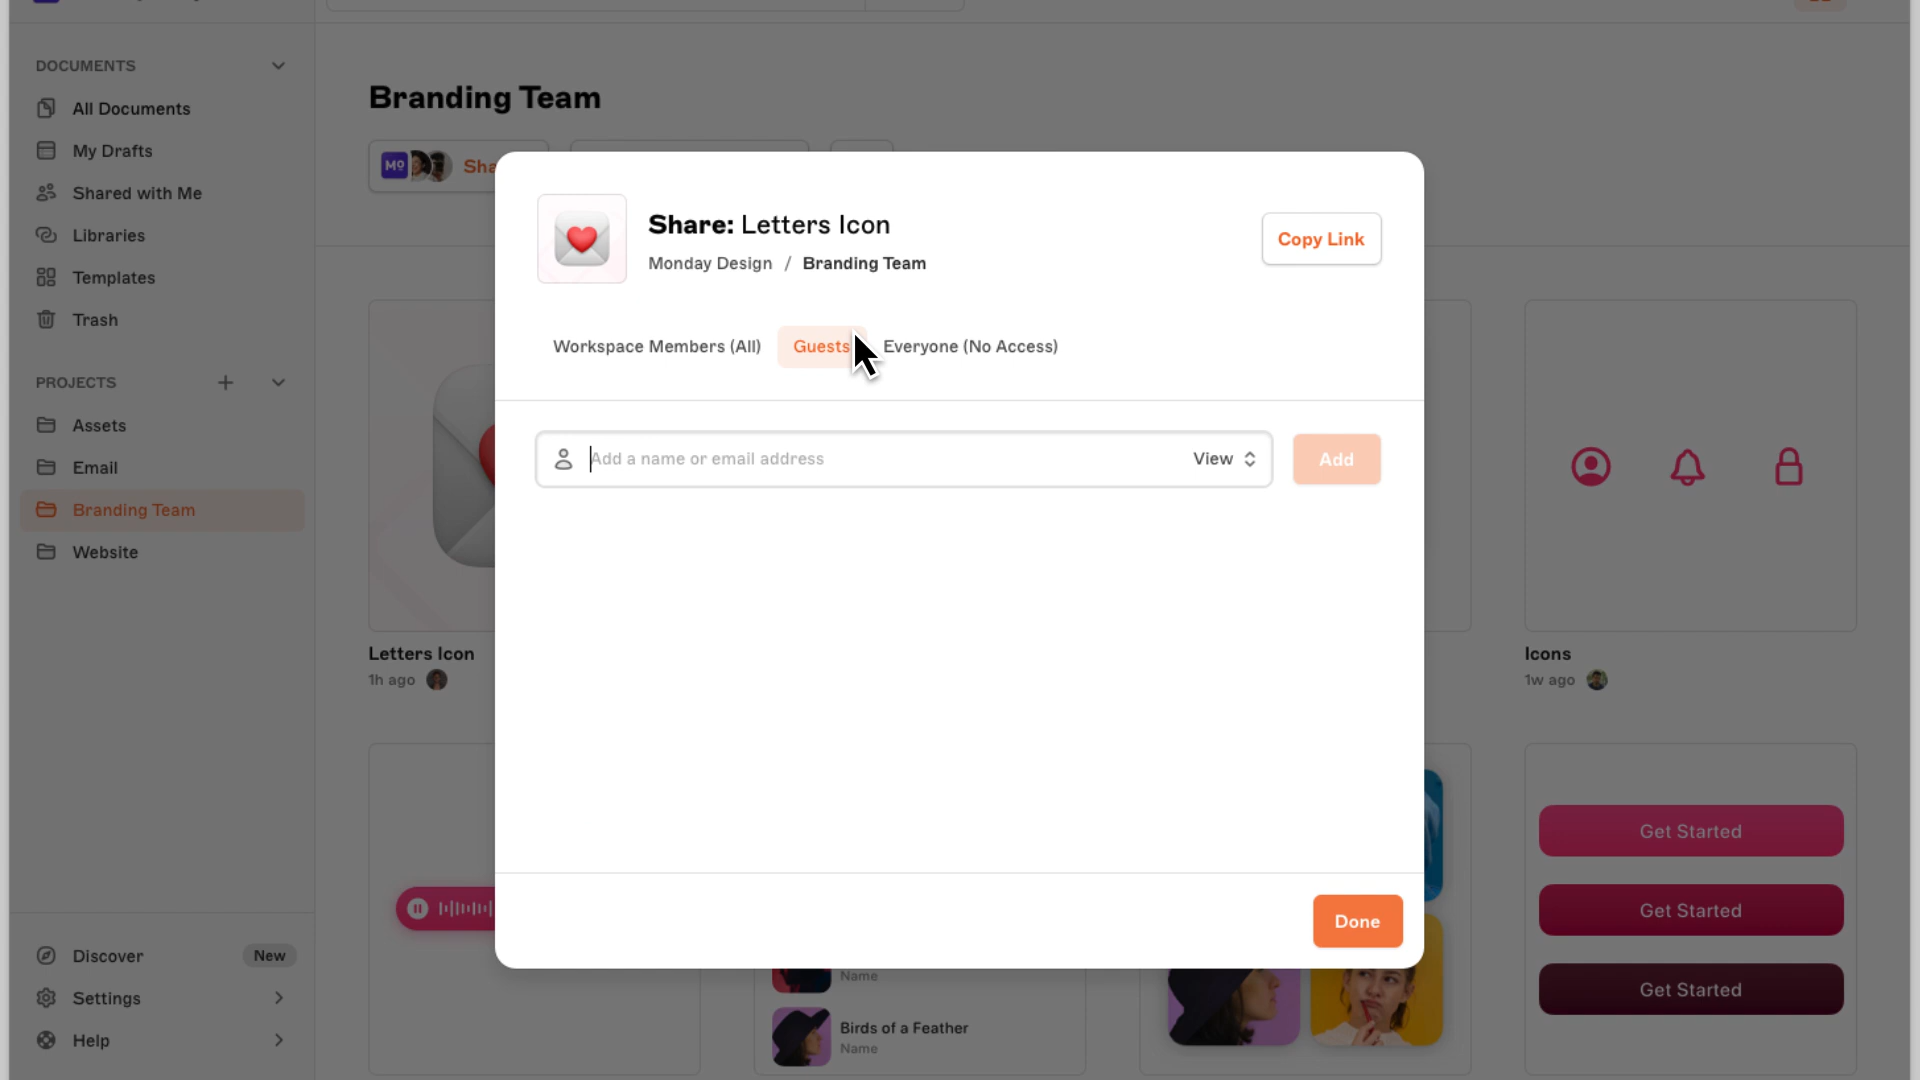 DOCUMENTS
All Documents
My Drafts
Shared with Me
Libraries
Templates
Trash
PROJECTS
Assets
Email
Branding Team
Website
Discover New
Settings
Help
Branding Team
Mo
Share: Letters Icon
Monday Design / Branding Team
Copy Link
Workspace Members (All) Guests Everyone (No Access)
Add a name or email address View Add
Done
Letters Icon
1h ago
Icons
1w ago
Name
Birds of a Feather
Name
Get Started
Get Started
Get Started